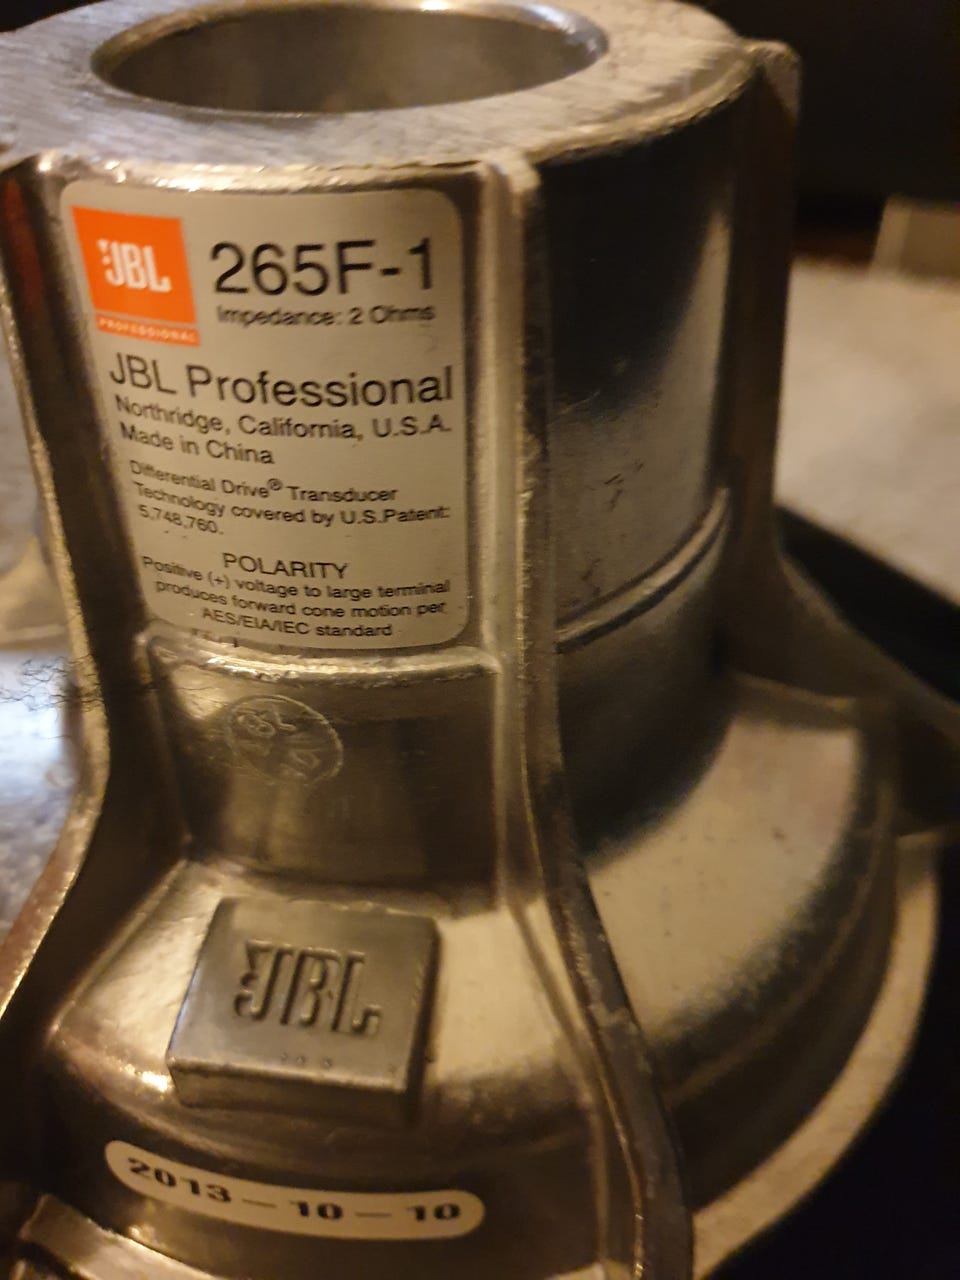 JBL
PROFESSIONAL
265F-1
Impedance: 2 Ohms
JBL Professional
Northridge, California, U.S.A.
Made in China
Differential Drive® Transducer
Technology covered by U.S.Patent:
5,748,760.
POLARITY
Positive (+) voltage to large terminal
produces forward cone motion per
AES/EIA/IEC standard
JBL
2013-10-10